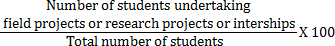 Number of students undertaking
field projects or research projects or interships
X 100
Total number of students